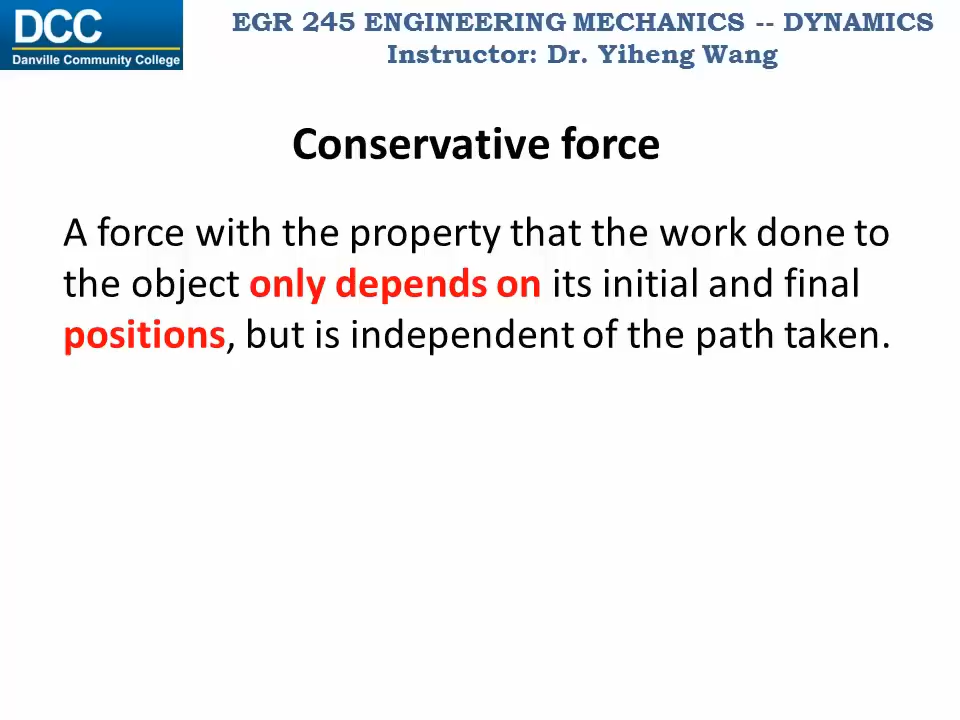 DCC
Danville Community College
EGR 245 ENGINEERING MECHANICS -- DYNAMICS
Instructor: Dr. Yiheng Wang
Conservative force
A force with the property that the work done to
the object only depends on its initial and final
positions, but is independent of the path taken.